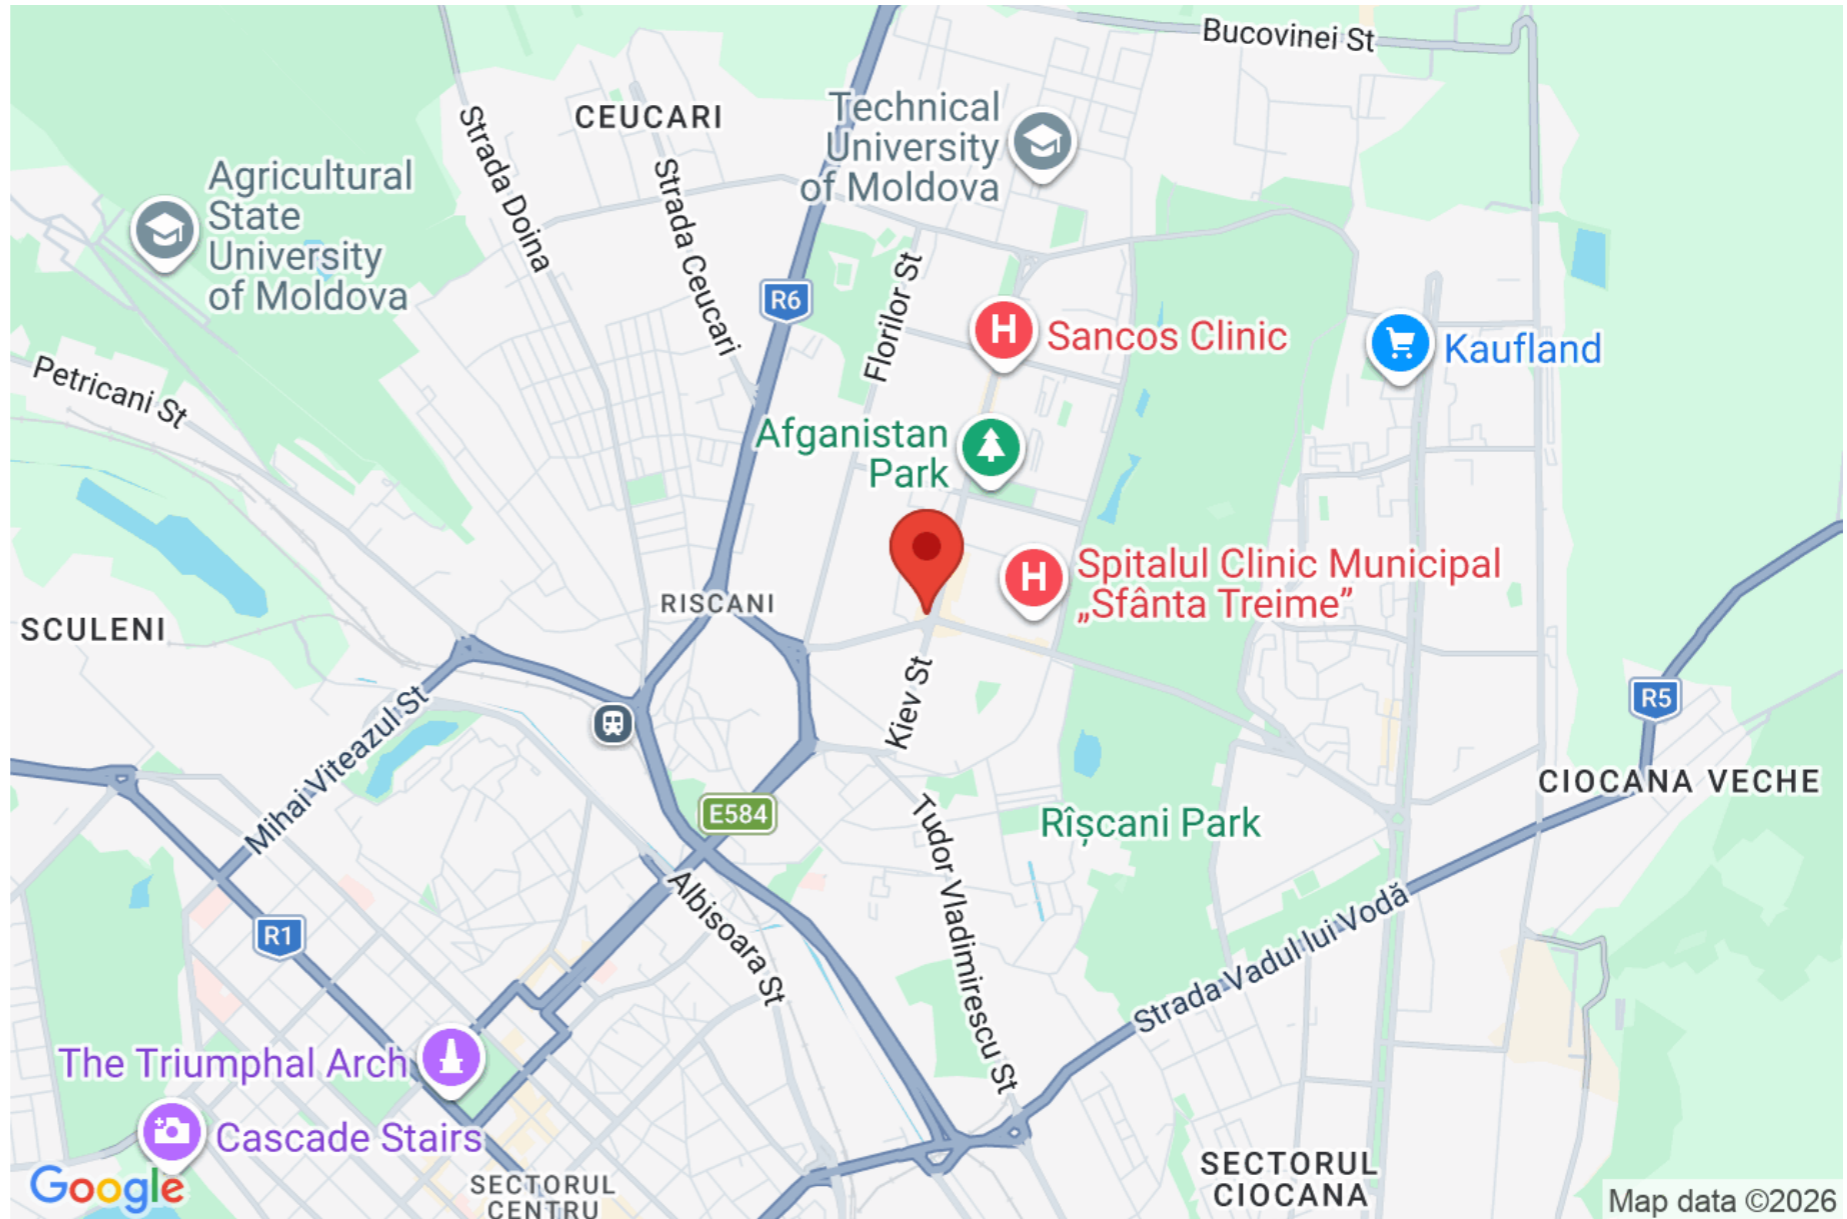 Bucovinei St
CEUCARI
Technical
University
of Moldova
Strada Doina
Strada Ceucari
Agricultural
State
University
of Moldova
R6
Florilor St
H
Sancos Clinic
Kaufland
Petricani St
Afganistan
Park
H
Spitalul Clinic Municipal
„Sfânta Treime”
RISCANI
SCULENI
Kiev St
R5
Mihai Viteazul St
CIOCANA VECHE
E584
Rîșcani Park
Tudor Vladimirescu St
Albisoara St
R1
Strada Vadul lui Vodă
The Triumphal Arch
Cascade Stairs
SECTORUL
CIOCANA
SECTORUL
CENTRU
Google
Map data ©2026